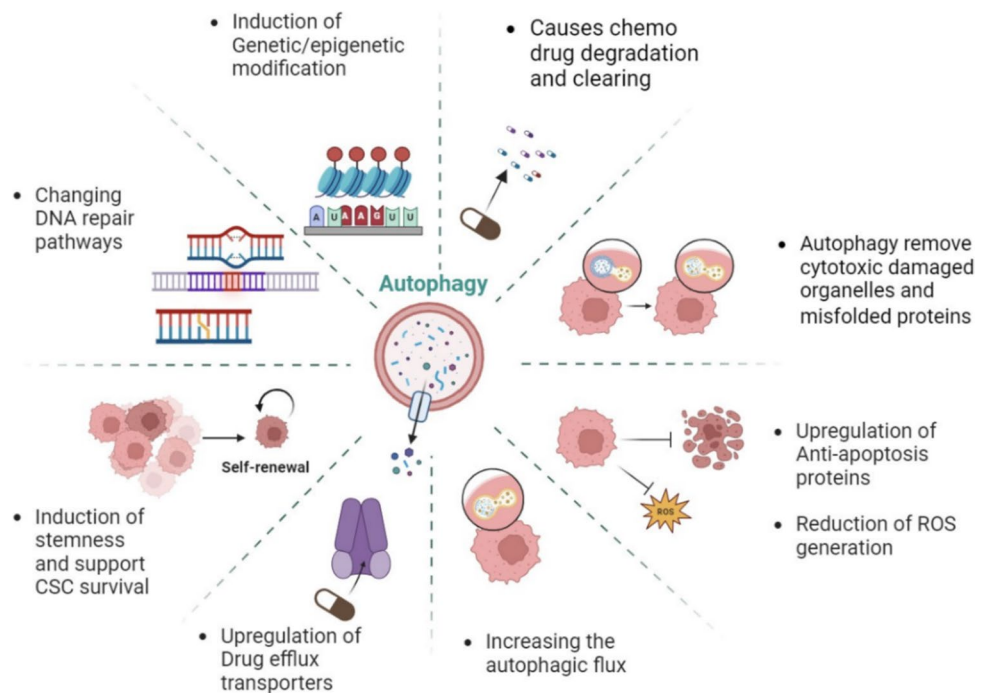 • Induction of
Genetic/epigenetic
modification
• Causes chemo
drug degradation
and clearing
• Changing
DNA repair
pathways
A U A A G U U
Autophagy
• Autophagy remove
cytotoxic damaged
organelles and
misfolded proteins
Self-renewal
• Upregulation of
Anti-apoptosis
proteins
ROS
• Reduction of ROS
generation
• Induction of
stemness
and support
CSC survival
• Upregulation of
Drug efflux
transporters
• Increasing the
autophagic flux